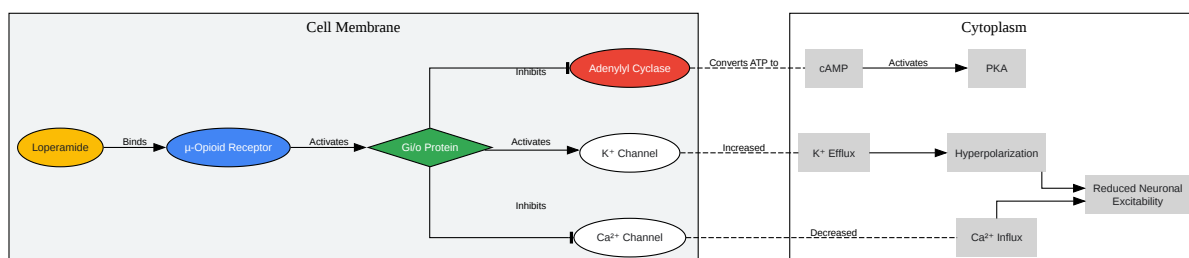 Cell Membrane
Cytoplasm
Inhibits
Adenylyl Cyclase
Converts ATP to
cAMP
Activates
PKA
Loperamide
Binds
µ-Opioid Receptor
Activates
Gi/o Protein
Activates
K⁺ Channel
Increased
K⁺ Efflux
Hyperpolarization
Reduced Neuronal
Excitability
Inhibits
Ca²⁺ Channel
Decreased
Ca²⁺ Influx